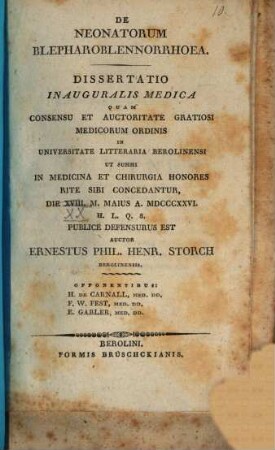 10.
DE
NEONATORUM
BLEPHAROBLENNORRHOEA.
DISSERTATIO
INAUGURALIS MEDICA
QUAM
CONSENSU ET AUCTORITATE GRATIOSI
MEDICORUM ORDINIS
IN
UNIVERSITATE LITTERARIA BEROLINENSI
UT SUMMI
IN MEDICINA ET CHIRURGIA HONORES
RITE SIBI CONCEDANTUR,
DIE XVIII. M. MAIUS A. MDCCCXXVI.
XX H. L. Q. S.
PUBLICE DEFENSURUS EST
AUCTOR
ERNESTUS PHIL. HENR. STORCH
BEROLINENSIS.
OPPONENTIBUS:
H. DE CARNALL, MED. DD.
F. W. FEST, MED. DD.
E. GABLER, MED. DD.
BEROLINI,
FORMIS BRÜSCHCKIANIS.